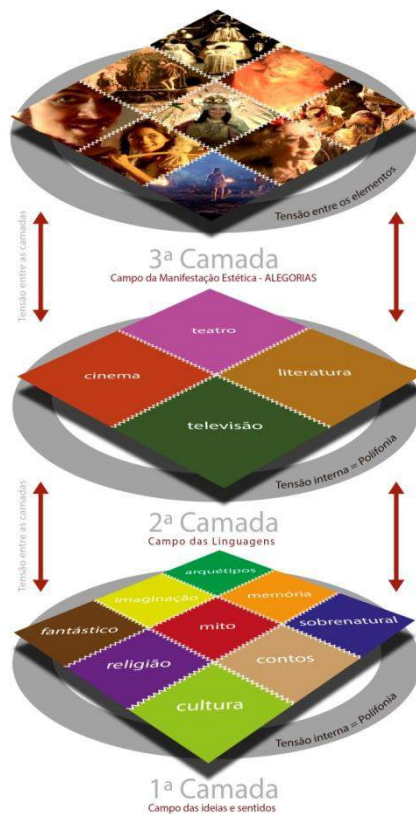 Tensão entre os elementos
Tensão entre as camadas
3ª Camada
Campo da Manifestação Estética - ALEGORIAS
teatro
cinema
literatura
televisão
Tensão interna = Polifonia
Tensão entre as camadas
2ª Camada
Campo das Linguagens
arquétipos
imaginação
memória
fantástico
mito
sobrenatural
religião
contos
cultura
Tensão interna = Polifonia
1ª Camada
Campo das ideias e sentidos